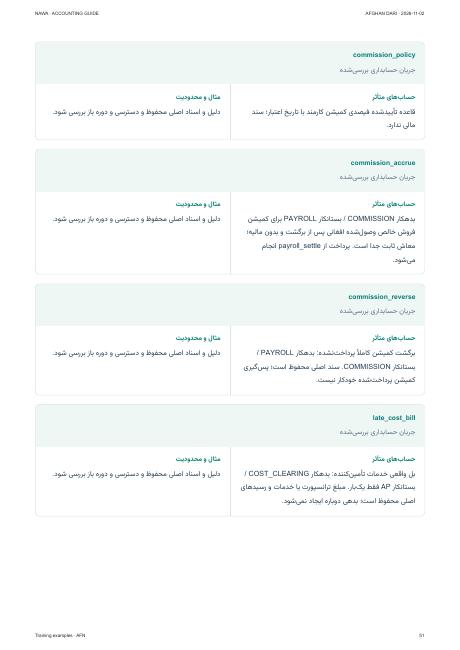 NAWA · ACCOUNTING GUIDE
AFGHAN DARI · 2026-11-02
commission_policy
جریان حسابداری بررسی‌شده
حساب‌های متأثر
قاعده تأییدشده فیصدی کمیشن کارمند با تاریخ اعتبار؛ سند
مالی ندارد.
مثال و محدودیت
دلیل و اسناد اصلی محفوظ و دسترسی و دوره باز بررسی شود.
commission_accrue
جریان حسابداری بررسی‌شده
حساب‌های متأثر
بدهکار COMMISSION / بستانکار PAYROLL برای کمیشن
فروش خالص وصول‌شده افغانی پس از برگشت و بدون مالیه؛
معاش ثابت جدا است. پرداخت از payroll_settle انجام
می‌شود.
مثال و محدودیت
دلیل و اسناد اصلی محفوظ و دسترسی و دوره باز بررسی شود.
commission_reverse
جریان حسابداری بررسی‌شده
حساب‌های متأثر
برگشت کمیشن کاملاً پرداخت‌نشده: بدهکار PAYROLL /
بستانکار COMMISSION. سند اصلی محفوظ است؛ پس‌گیری
کمیشن پرداخت‌شده خودکار نیست.
مثال و محدودیت
دلیل و اسناد اصلی محفوظ و دسترسی و دوره باز بررسی شود.
late_cost_bill
جریان حسابداری بررسی‌شده
حساب‌های متأثر
بل واقعی خدمات تأمین‌کننده: بدهکار COST_CLEARING /
بستانکار AP فقط یک‌بار. مبلغ ترانسپورت یا خدمات و رسیدهای
اصلی محفوظ است؛ بدهی دوباره ایجاد نمی‌شود.
مثال و محدودیت
دلیل و اسناد اصلی محفوظ و دسترسی و دوره باز بررسی شود.
Training examples · AFN
51